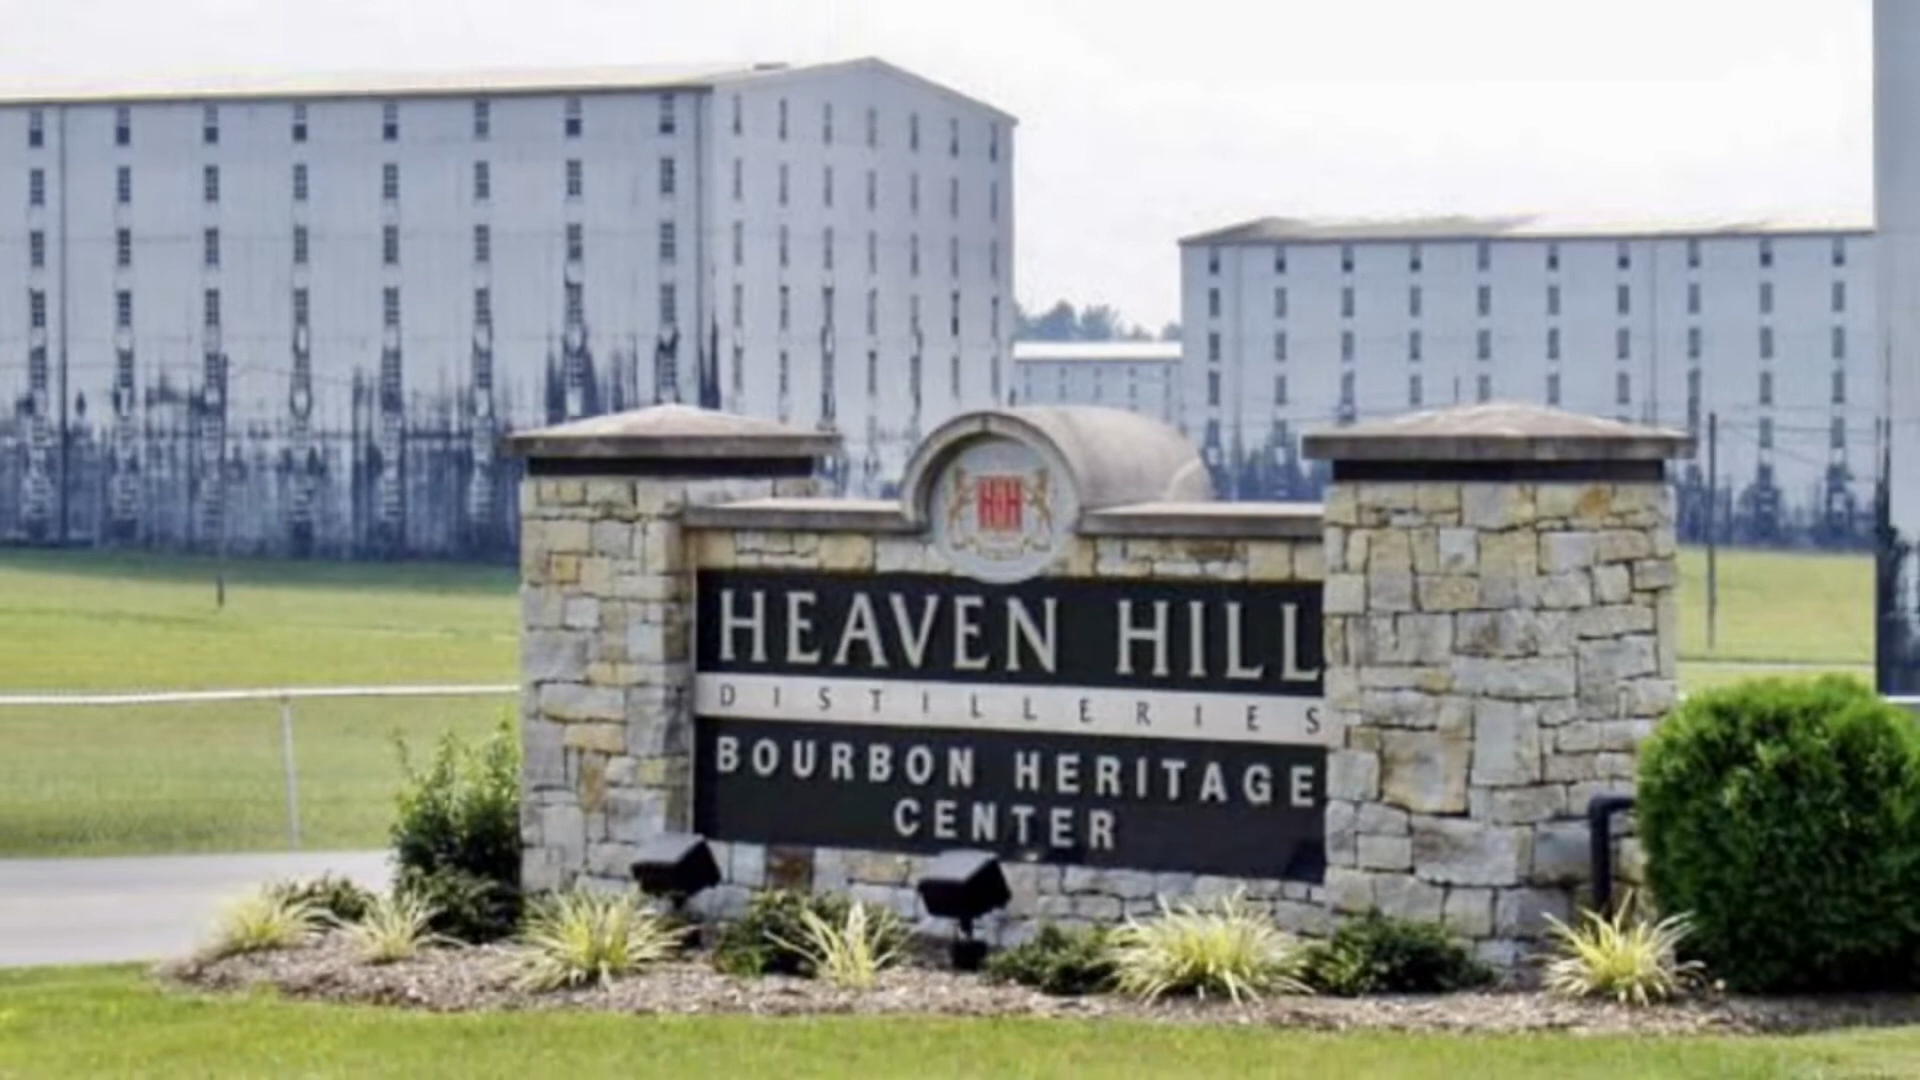 HH
HEAVEN HILL
DISTILLERIES
BOURBON HERITAGE
CENTER